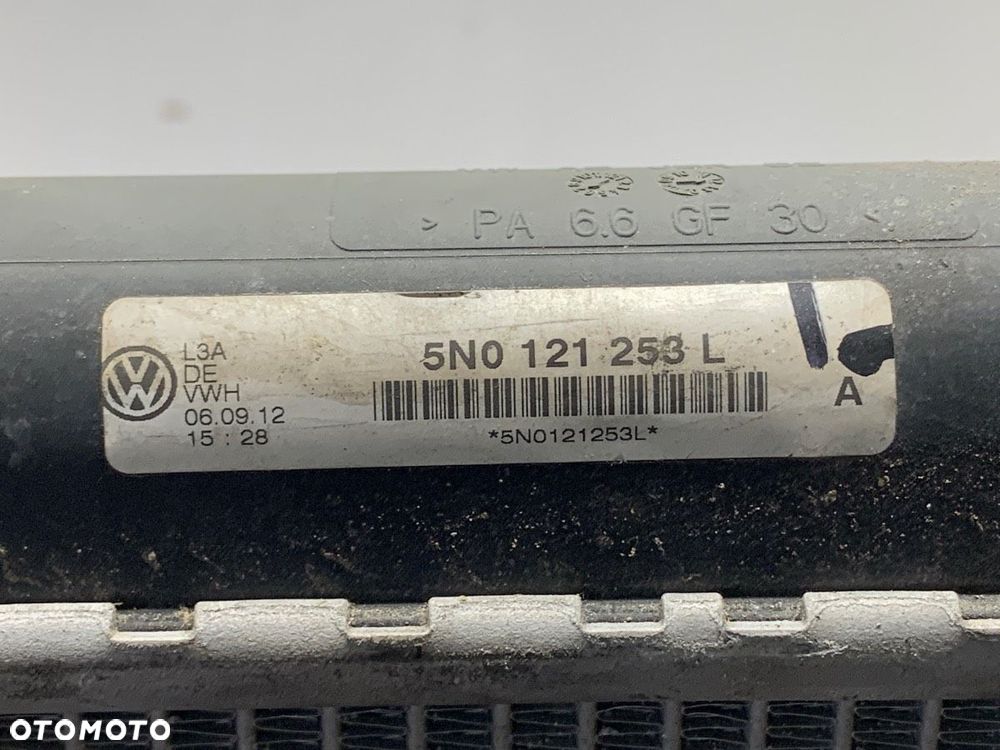 > PA 6.6 GF 30 <
L3A
DE
VWH
06.09.12
15 : 28
5N0 121 253 L
*5N0121253L*
A
OTOMOTO